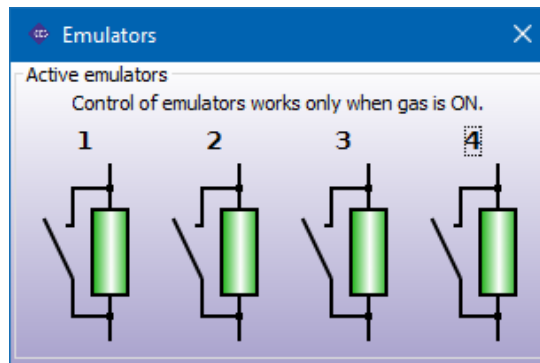 Emulators
Active emulators
Control of emulators works only when gas is ON.
1 2 3 4